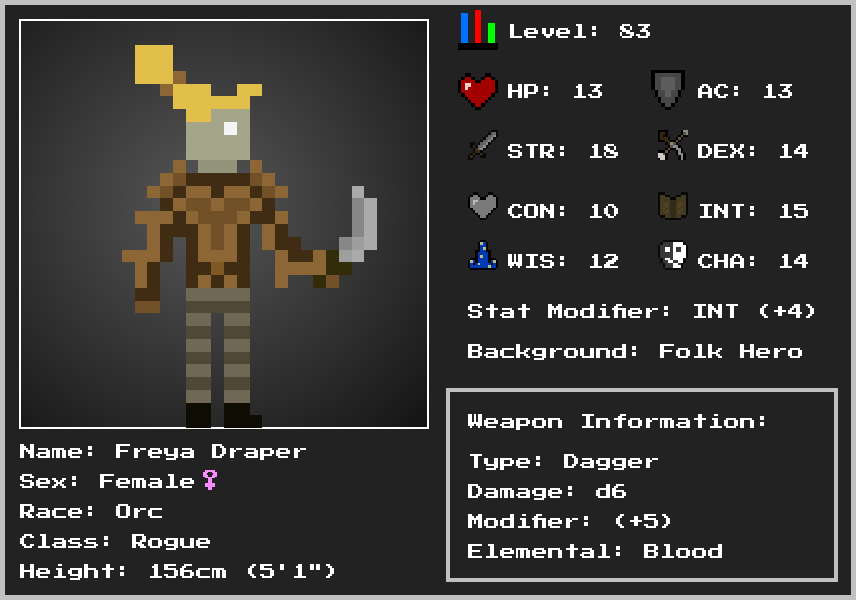 Level: 83
HP: 13
AC: 13
STR: 18
DEX: 14
CON: 10
INT: 15
WIS: 12
CHA: 14
Stat Modifier: INT (+4)
Background: Folk Hero
Weapon Information:
Type: Dagger
Damage: d6
Modifier: (+5)
Elemental: Blood
Name: Freya Draper
Sex: Female♀
Race: Orc
Class: Rogue
Height: 156cm (5'1")